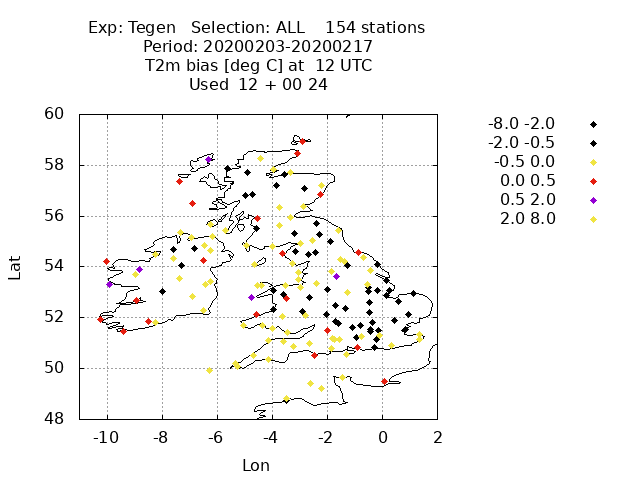 Exp: Tegen Selection: ALL 154 stations
Period: 20200203-20200217
T2m bias [deg C] at 12 UTC
Used 12 + 00 24
60
58
56
54
52
50
48
Lat
-10 -8 -6 -4 -2 0 2
Lon
-8.0 -2.0
-2.0 -0.5
-0.5 0.0
0.0 0.5
0.5 2.0
2.0 8.0